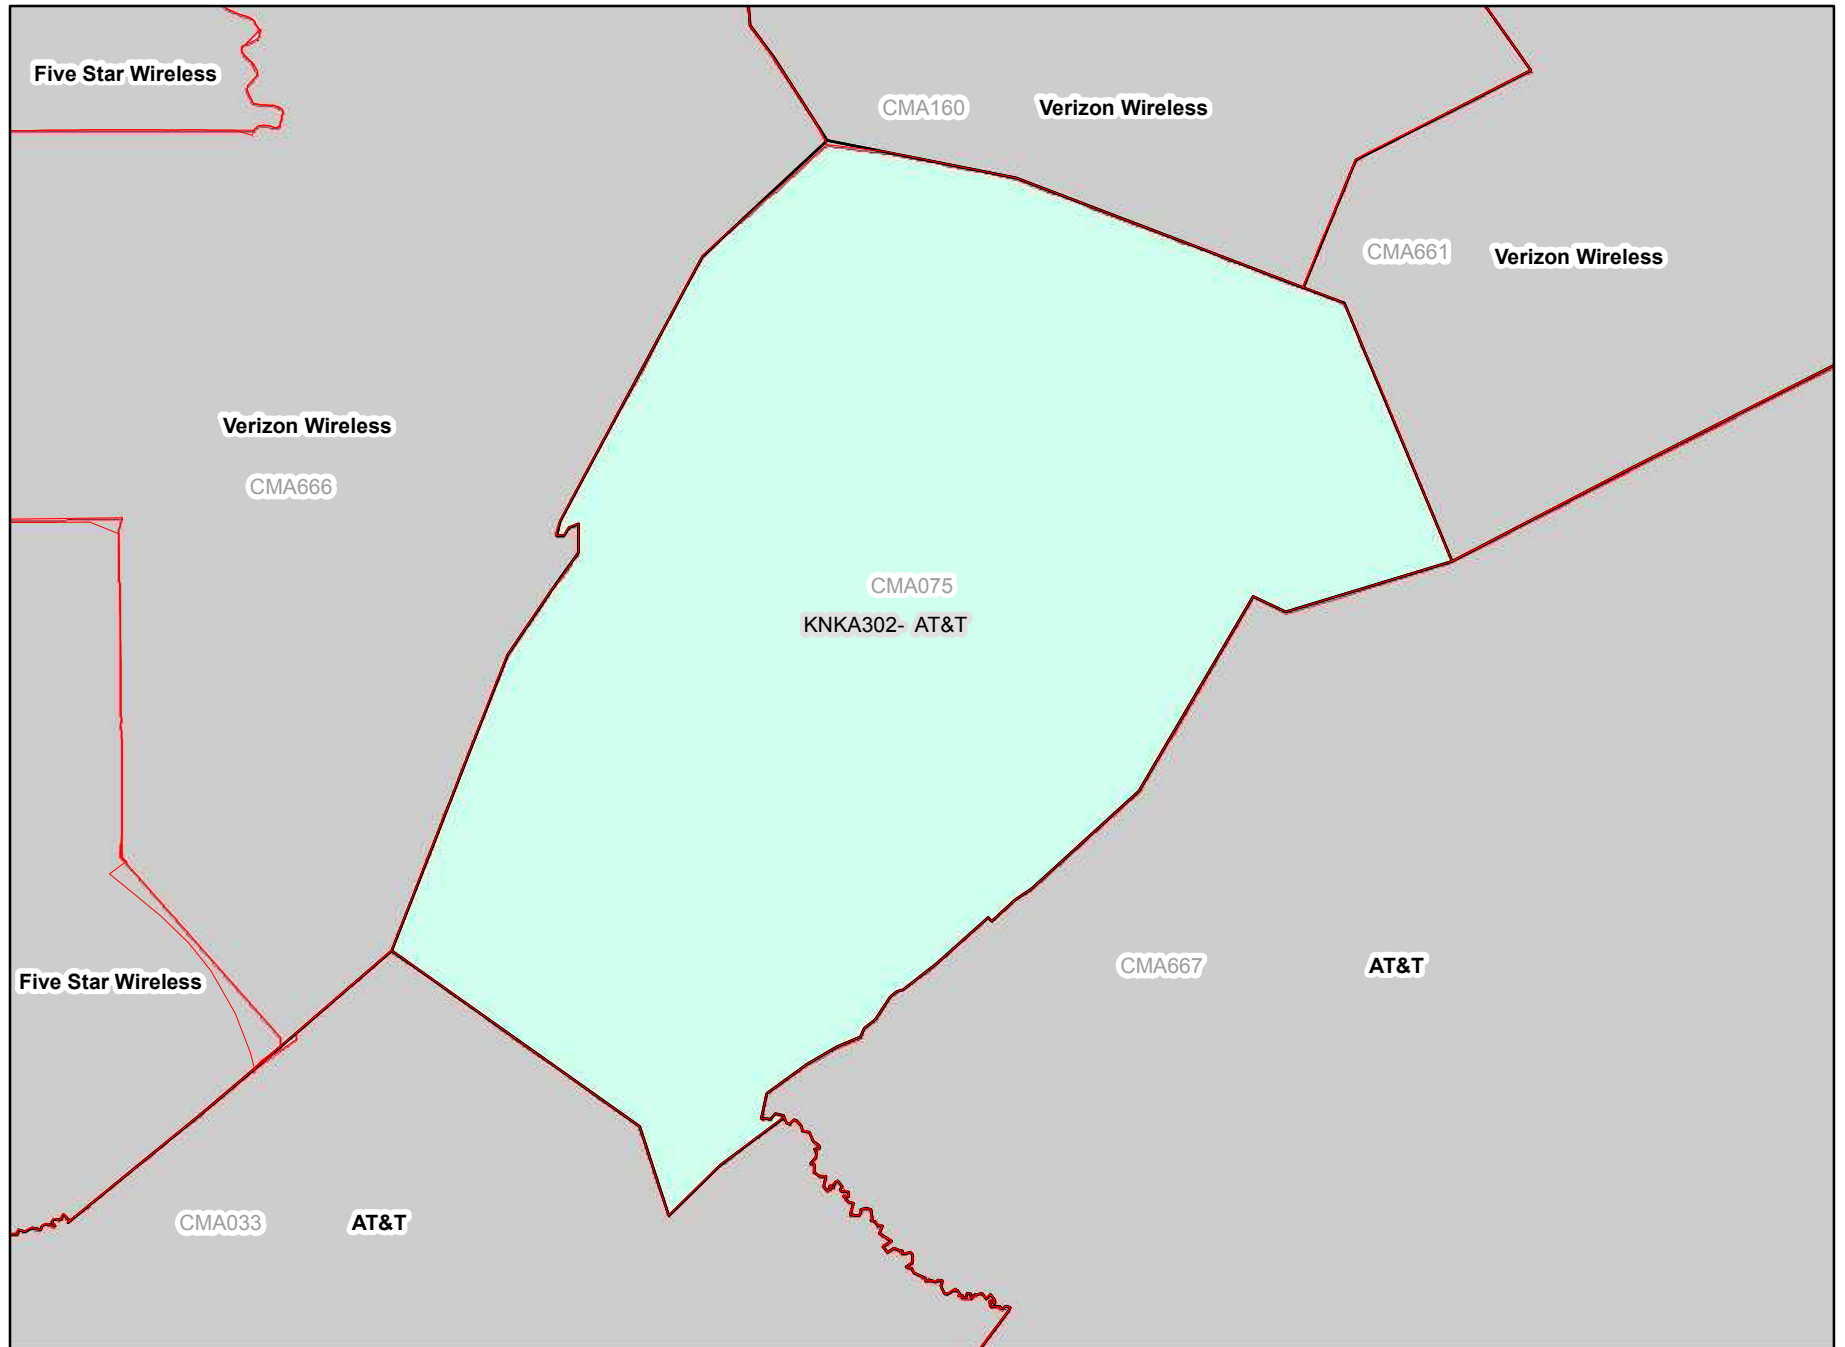 Five Star Wireless
CMA160
Verizon Wireless
CMA661
Verizon Wireless
Verizon Wireless
CMA666
CMA075
KNKA302- AT&T
CMA667
AT&T
Five Star Wireless
CMA033
AT&T